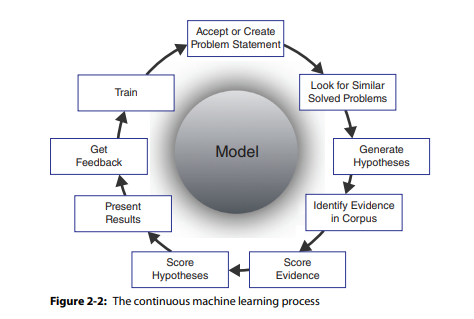 Accept or Create
Problem Statement
Look for Similar
Solved Problems
Generate
Hypotheses
Identify Evidence
in Corpus
Score
Evidence
Score
Hypotheses
Present
Results
Get
Feedback
Train
Model
Figure 2-2: The continuous machine learning process